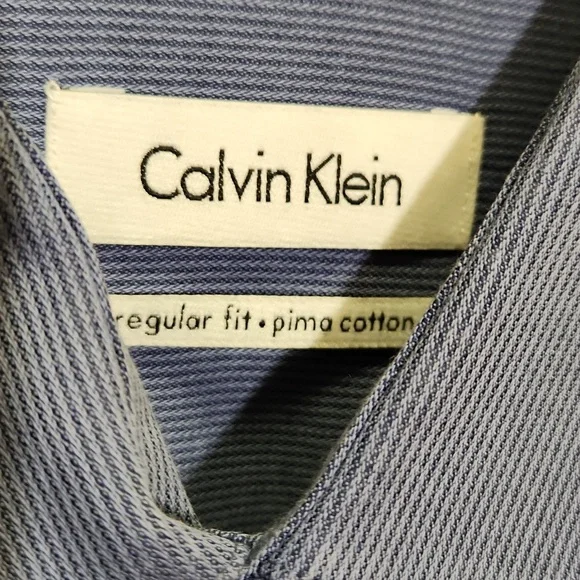 Calvin Klein
regular fit • pima cotton